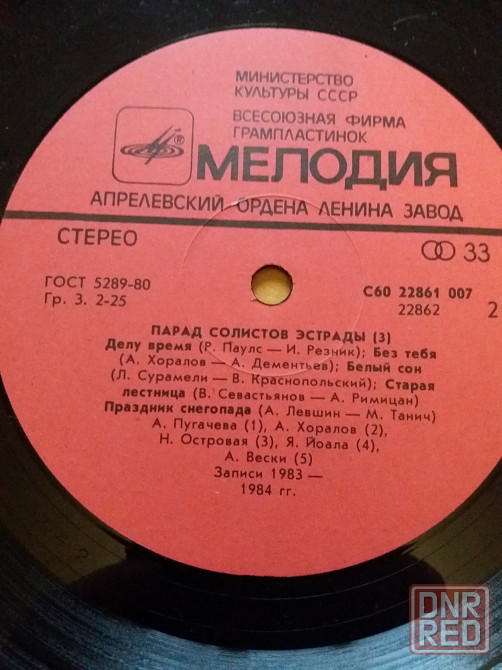 МИНИСТЕРСТВО
КУЛЬТУРЫ СССР
ВСЕСОЮЗНАЯ ФИРМА
ГРАМПЛАСТИНОК
®
МЕЛОДИЯ
АПРЕЛЕВСКИЙ ОРДЕНА ЛЕНИНА ЗАВОД
СТЕРЕО
33
ГОСТ 5289-80
Гр. 3. 2-25
С60 22861 007
22862
2
ПАРАД СОЛИСТОВ ЭСТРАДЫ (3)
Делу время (Р. Паулс — И. Резник); Без тебя
(А. Хоралов — А. Дементьев); Белый сон
(Л. Сурамели — В. Краснопольский); Старая
лестница (В. Севастьянов — А. Римицан)
Праздник снегопада (А. Левшин — М. Танич)
А. Пугачева (1), А. Хоралов (2),
Н. Островая (3), Я. Йоала (4),
А. Вески (5)
Записи 1983 —
1984 гг.
DNR
RED